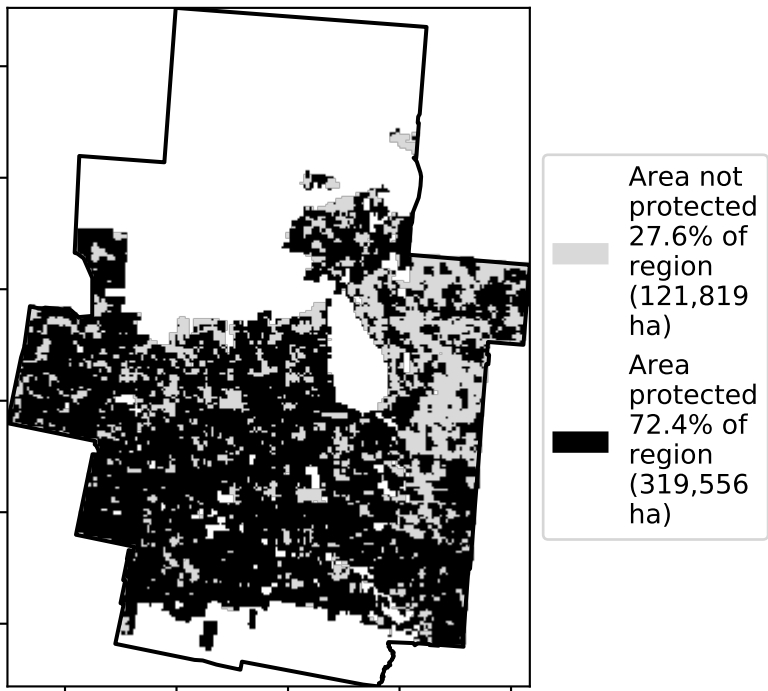 Area not
protected
27.6% of
region
(121,819
ha)
Area
protected
72.4% of
region
(319,556
ha)